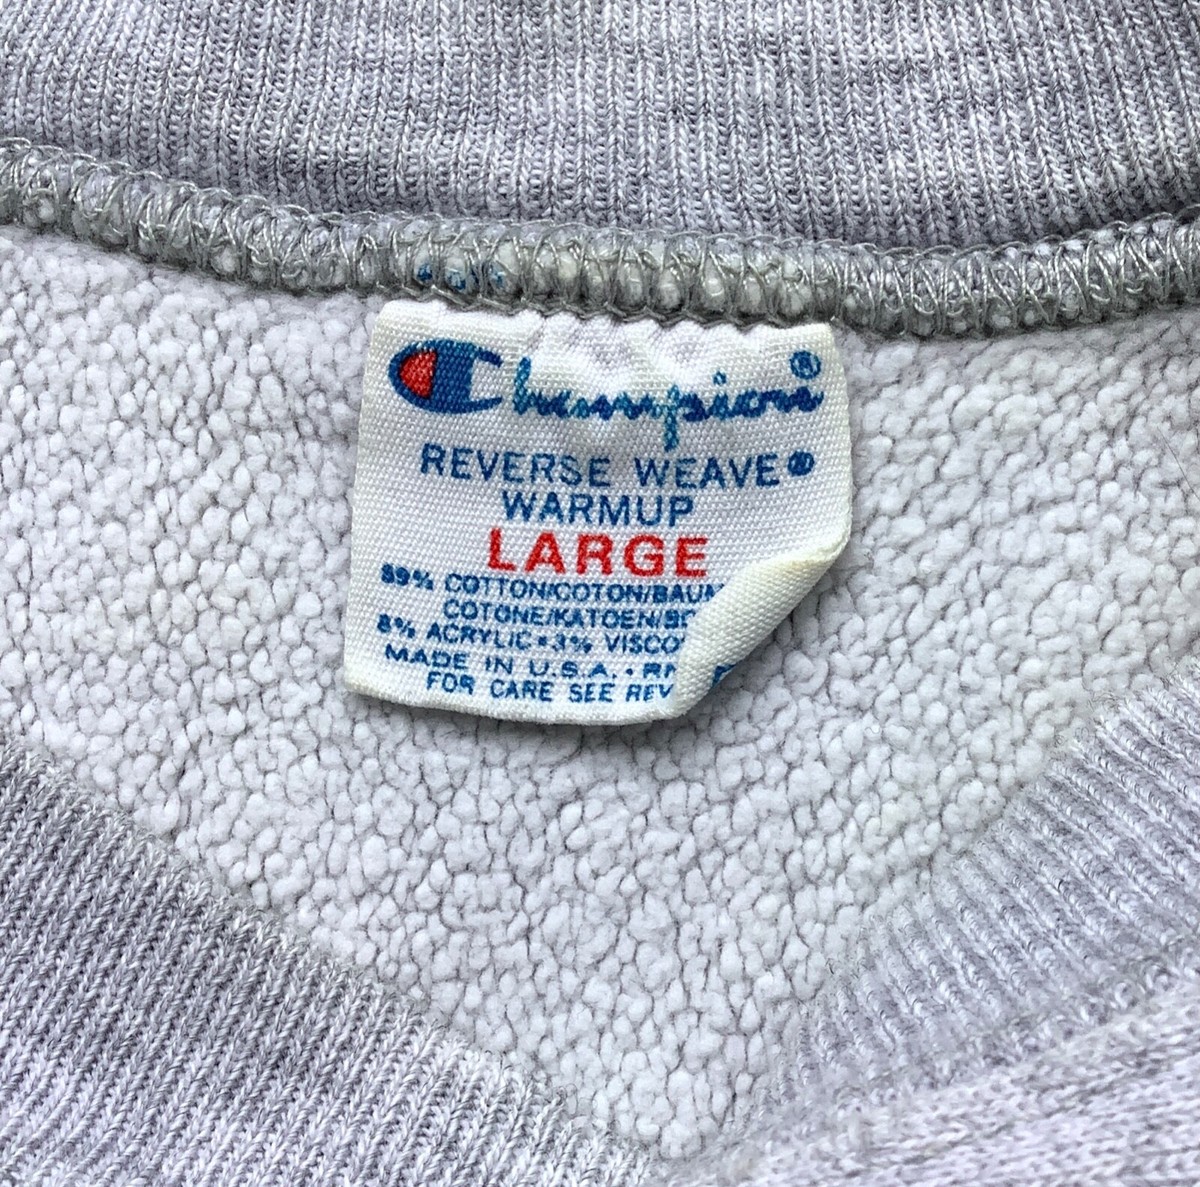 Champion®
REVERSE WEAVE®
WARMUP
LARGE
89% COTTON/COTON/BAUM
COTONE/KATOEN/
8% ACRYLIC•3% VISCO
MADE IN U.S.A. • RN
FOR CARE SEE REV